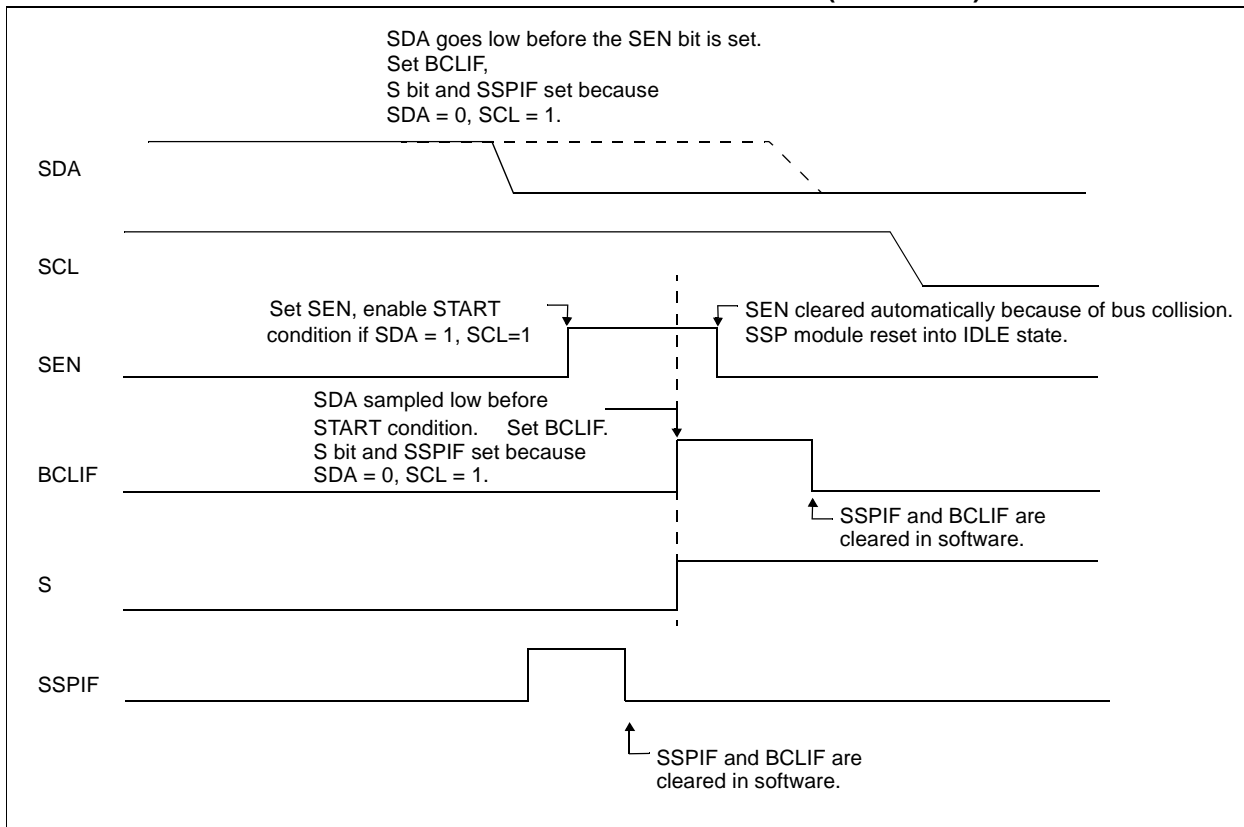 SDA goes low before the SEN bit is set.
Set BCLIF,
S bit and SSPIF set because
SDA = 0, SCL = 1.
SDA
SCL
Set SEN, enable START
condition if SDA = 1, SCL=1
SEN cleared automatically because of bus collision.
SSP module reset into IDLE state.
SEN
SDA sampled low before
START condition. Set BCLIF.
S bit and SSPIF set because
SDA = 0, SCL = 1.
BCLIF
SSPIF and BCLIF are
cleared in software.
S
SSPIF
SSPIF and BCLIF are
cleared in software.